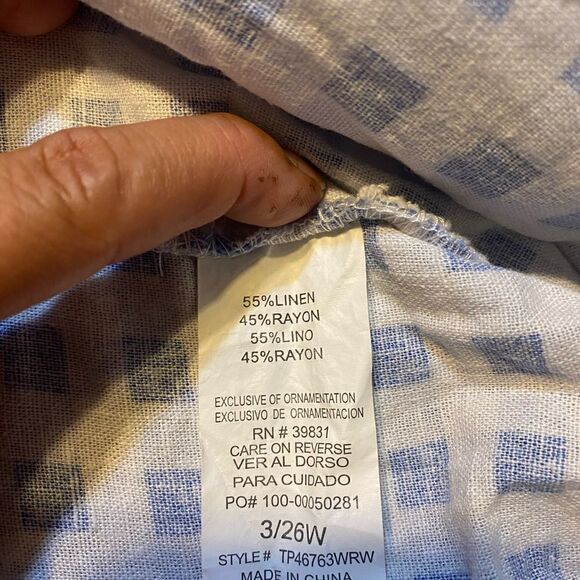 55%LINEN
45%RAYON
55%LINO
45%RAYON
EXCLUSIVE OF ORNAMENTATION
EXCLUSIVO DE ORNAMENTACION
RN # 39831
CARE ON REVERSE
VER AL DORSO
PARA CUIDADO
PO# 100-00050281
3/26W
STYLE# TP46763WRW
MADE IN CHINA